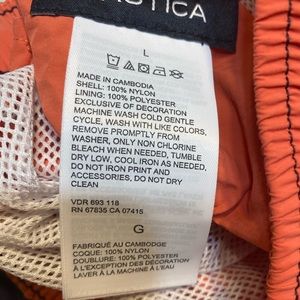 L
MADE IN CAMBODIA
SHELL: 100% NYLON
LINING: 100% POLYESTER
EXCLUSIVE OF DECORATION
MACHINE WASH COLD GENTLE
CYCLE, WASH WITH LIKE COLORS,
REMOVE PROMPTLY FROM
WASHER, ONLY NON CHLORINE
BLEACH WHEN NEEDED, TUMBLE
DRY LOW, COOL IRON AS NEEDED
DO NOT IRON PRINT AND
ACCESSORIES. DO NOT DRY
CLEAN
VDR 693 118
RN 67835 CA 07415
G
FABRIQUÉ AU CAMBODGE
COQUE: 100% NYLON
DOUBLURE: 100% POLYESTER
À L'EXCEPTION DES DÉCORATION
LAVER À LA MACHINE À L'EAU